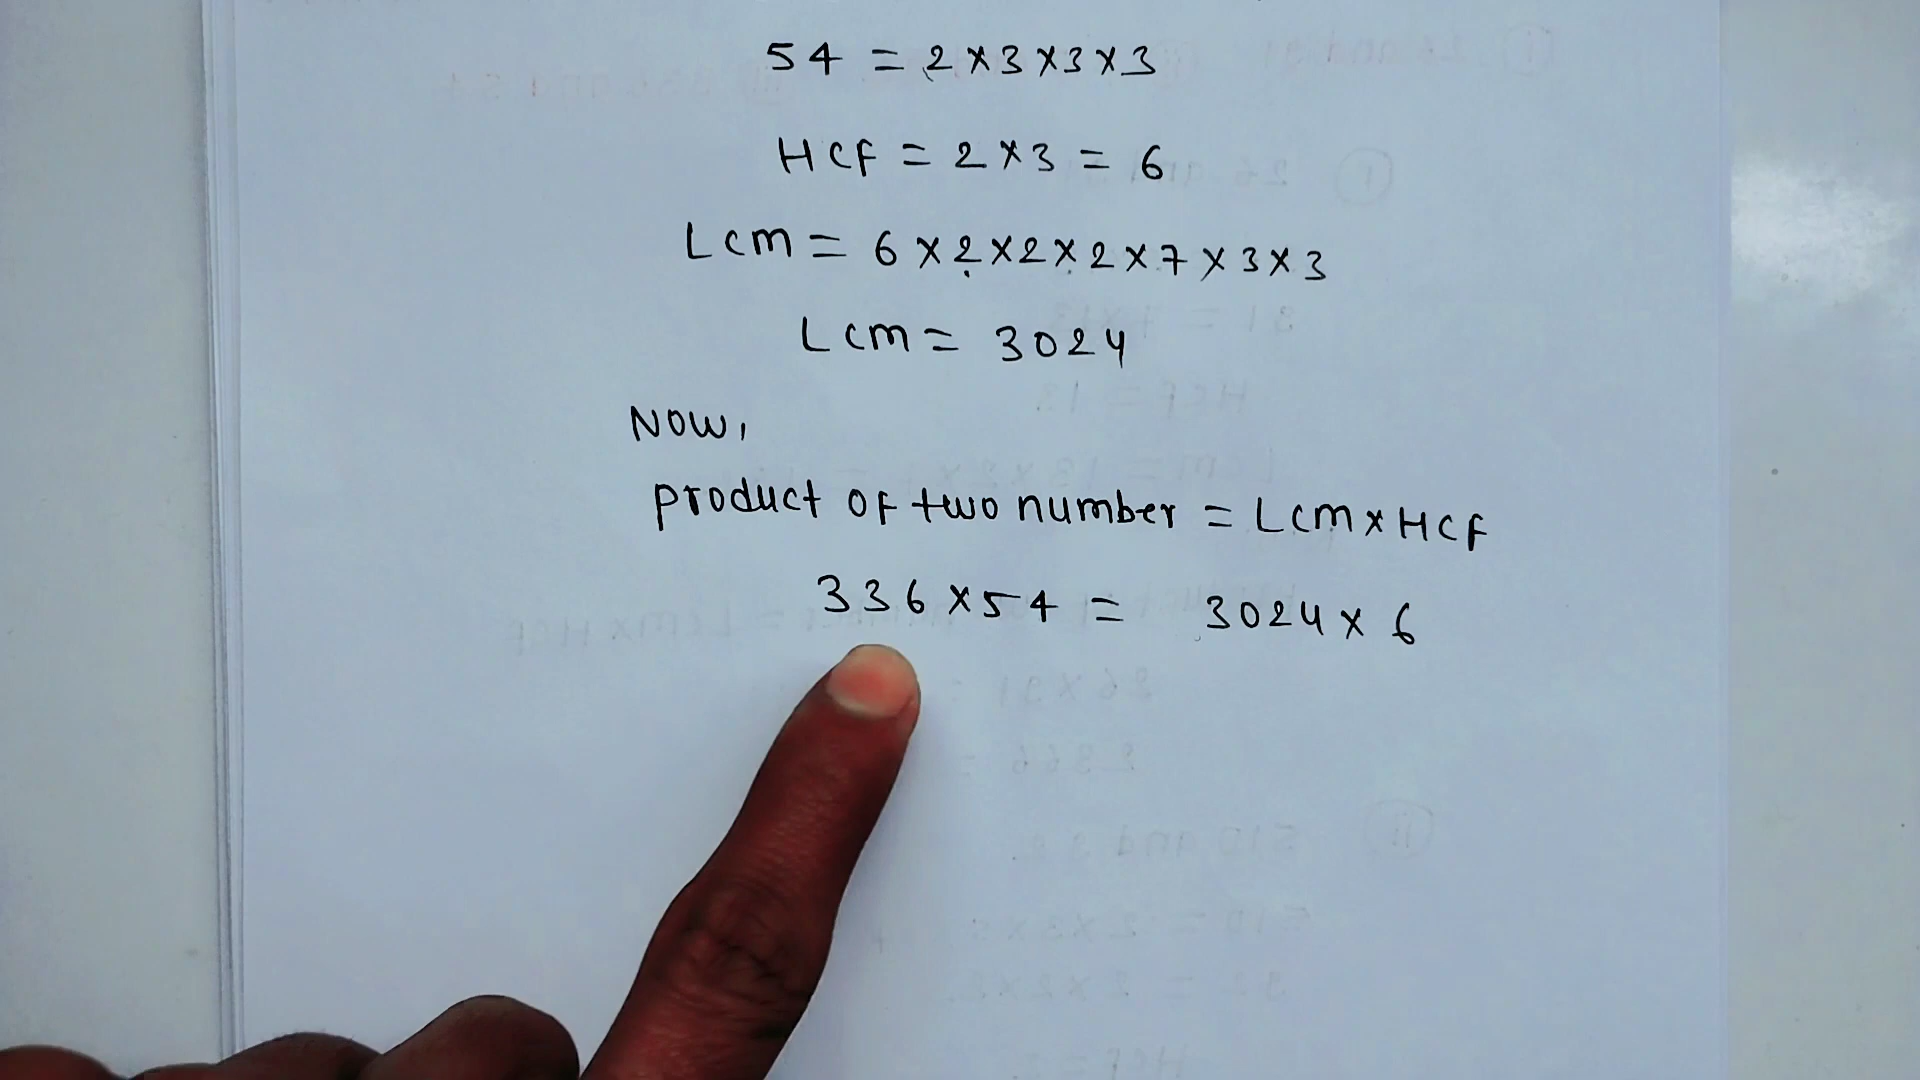 54 = 2×3×3×3
HCF = 2×3 = 6
Lcm = 6×2×2×2×7×3×3
Lcm = 3024
NOW,
product OF two number = Lcm×HCF
336×54 = 3024×6